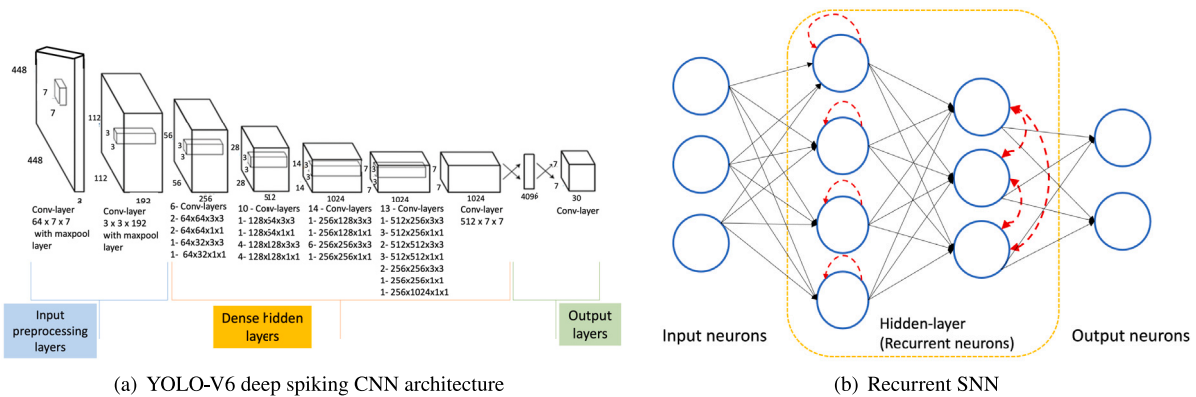 448
7
7
448
3
112
3
3
112
192
56
3
3
56
256
28
3
3
28
512
14
3
3
14
1024
7
3
3
7
1024
1024
4096
7
7
30
Conv-layer
64 x 7 x 7
with maxpool
layer
Conv-layer
3 x 3 x 192
with maxpool
layer
6- Conv-layers
2- 64x64x3x3
2- 64x64x1x1
1- 64x32x3x3
1- 64x32x1x1
10 - Conv-layers
1- 128x64x3x3
1- 128x54x1x1
4- 128x128x3x3
4- 128x128x1x1
14 - Conv-layers
1- 256x128x3x3
1- 256x128x1x1
6- 256x256x3x3
1- 256x256x1x1
13 - Conv-layers
1- 512x256x3x3
3- 512x256x1x1
2- 512x512x3x3
3- 512x512x1x1
2- 256x256x3x3
1- 256x256x1x1
1- 256x1024x1x1
Conv-layer
512 x 7 x 7
Conv-layer
Input
preprocessing
layers
Dense hidden
layers
Output
layers
(a) YOLO-V6 deep spiking CNN architecture
Input neurons
Hidden-layer
(Recurrent neurons)
Output neurons
(b) Recurrent SNN